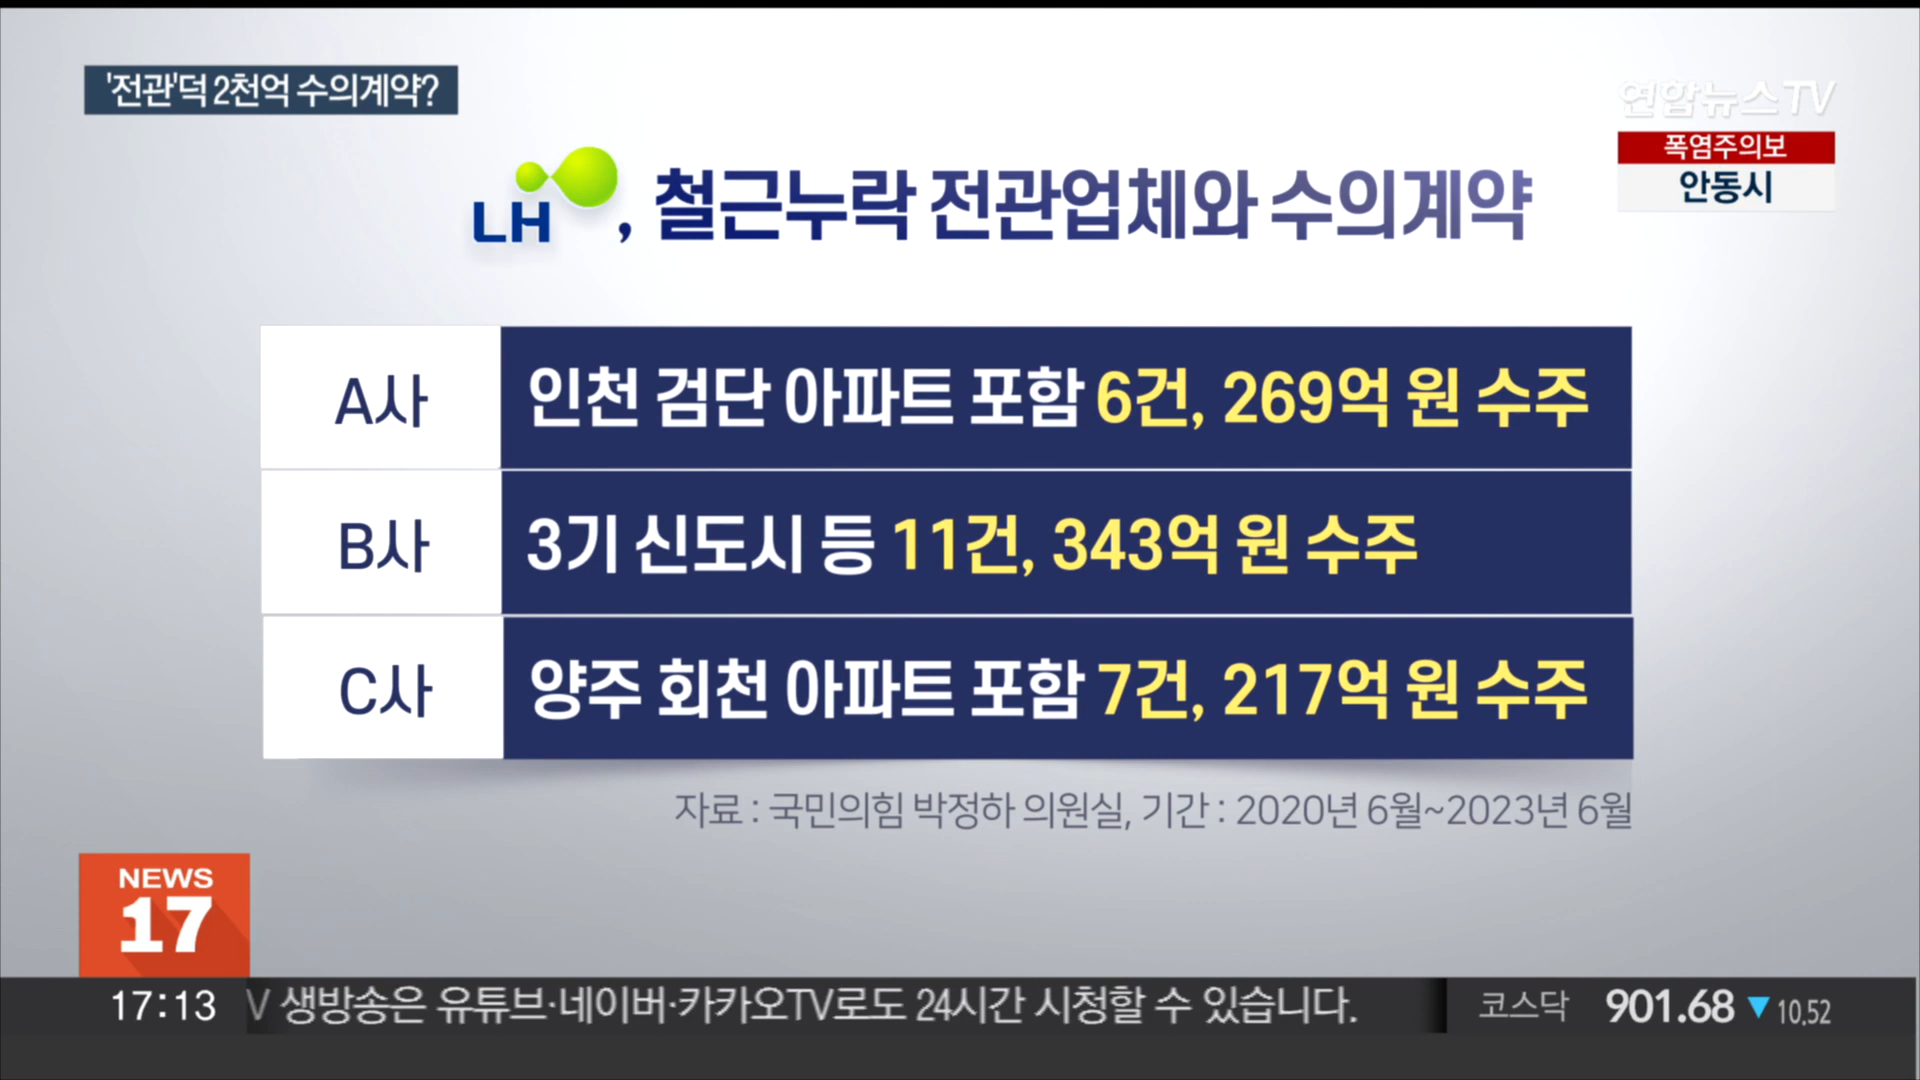 '전관'덕 2천억 수의계약?
연합뉴스TV
폭염주의보
안동시
LH, 철근누락 전관업체와 수의계약
A사 인천 검단 아파트 포함 6건, 269억 원 수주
B사 3기 신도시 등 11건, 343억 원 수주
C사 양주 회천 아파트 포함 7건, 217억 원 수주
자료 : 국민의힘 박정하 의원실, 기간 : 2020년 6월~2023년 6월
NEWS
17
17:13 V 생방송은 유튜브·네이버·카카오TV로도 24시간 시청할 수 있습니다. 코스닥 901.68 ▼ 10.52